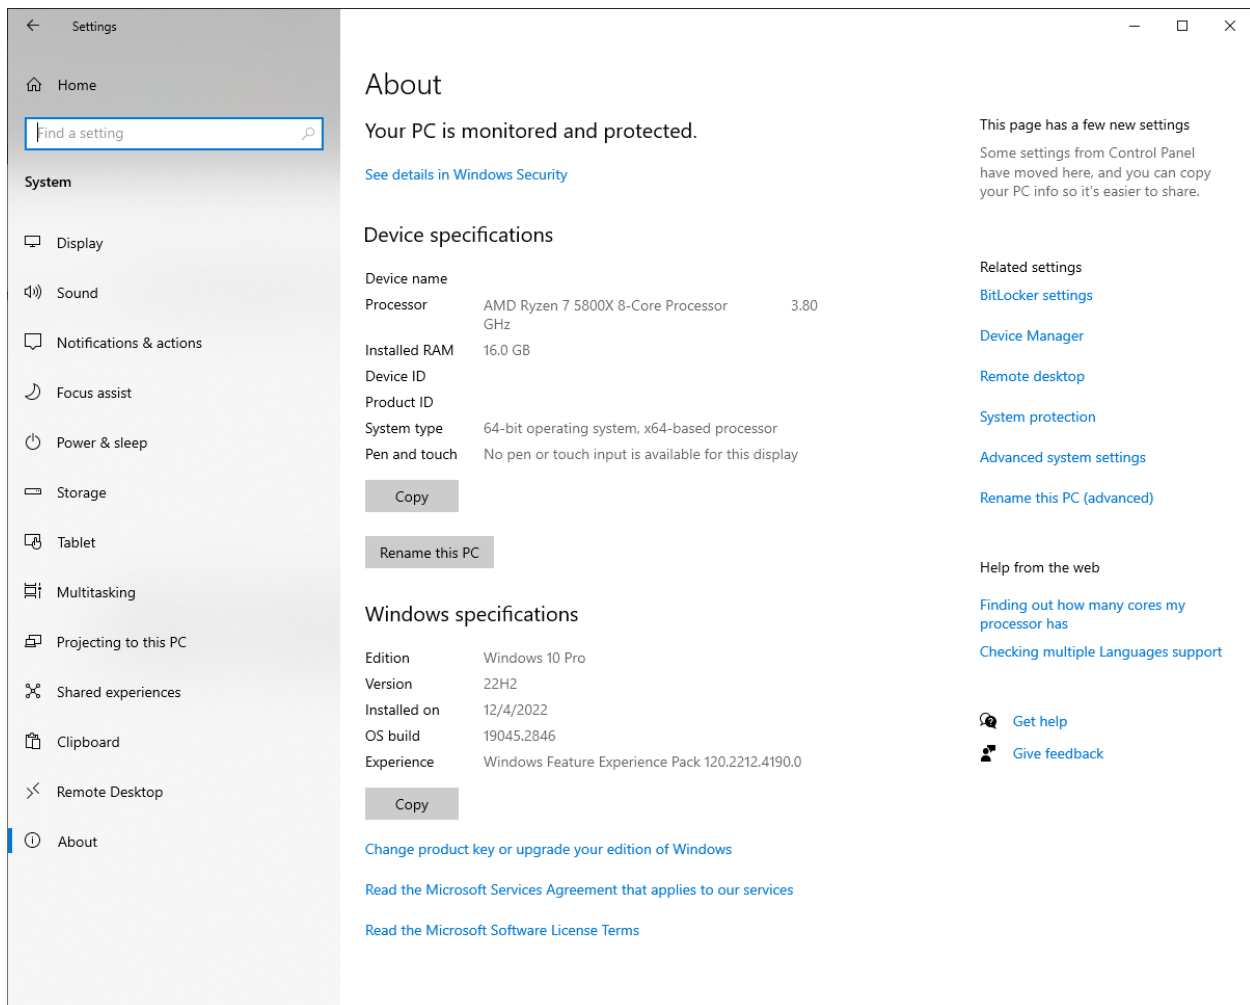 Settings
Home
Find a setting
System
Display
Sound
Notifications & actions
Focus assist
Power & sleep
Storage
Tablet
Multitasking
Projecting to this PC
Shared experiences
Clipboard
Remote Desktop
About
About
Your PC is monitored and protected.
See details in Windows Security
Device specifications
Device name
Processor AMD Ryzen 7 5800X 8-Core Processor 3.80
GHz
Installed RAM 16.0 GB
Device ID
Product ID
System type 64-bit operating system, x64-based processor
Pen and touch No pen or touch input is available for this display
Copy
Rename this PC
Windows specifications
Edition Windows 10 Pro
Version 22H2
Installed on 12/4/2022
OS build 19045.2846
Experience Windows Feature Experience Pack 120.2212.4190.0
Copy
Change product key or upgrade your edition of Windows
Read the Microsoft Services Agreement that applies to our services
Read the Microsoft Software License Terms
This page has a few new settings
Some settings from Control Panel
have moved here, and you can copy
your PC info so it's easier to share.
Related settings
BitLocker settings
Device Manager
Remote desktop
System protection
Advanced system settings
Rename this PC (advanced)
Help from the web
Finding out how many cores my
processor has
Checking multiple Languages support
Get help
Give feedback